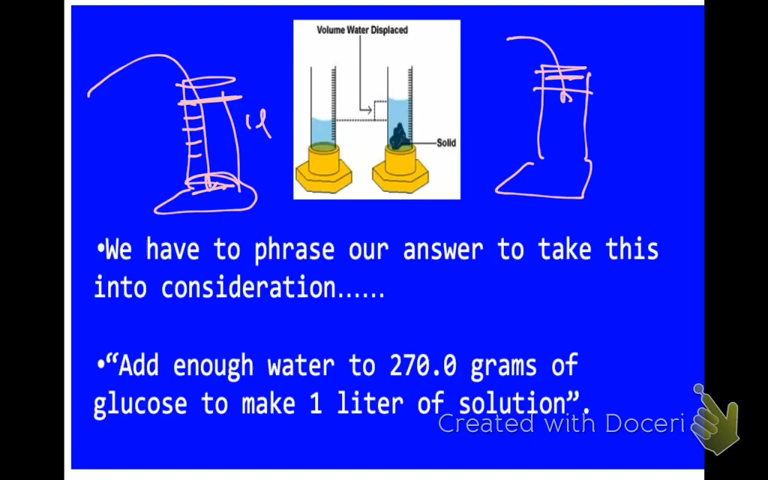 Volume Water Displaced
1l
Solid
•We have to phrase our answer to take this
into consideration……
•“Add enough water to 270.0 grams of
glucose to make 1 liter of solution”.
Created with Doceri